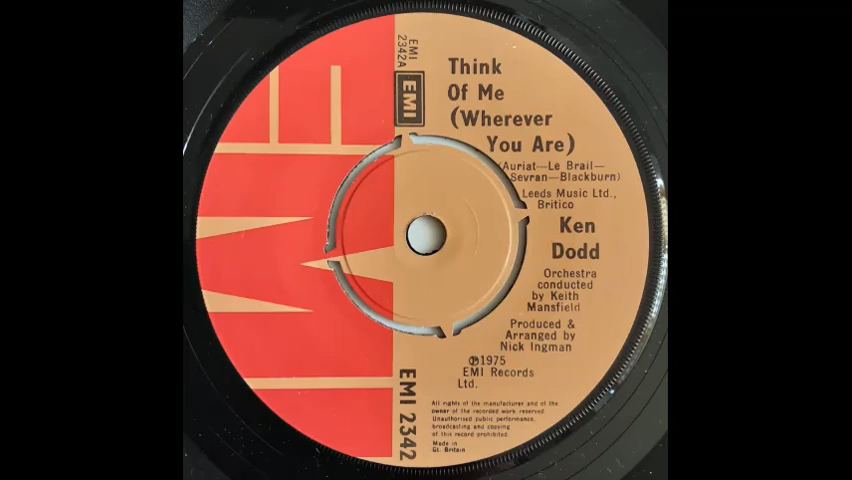 EMI
2342A
EMI
Think
Of Me
(Wherever
You Are)
(Auriat—Le Brail—
Sevran—Blackburn)
Leeds Music Ltd.,
Britico
Ken
Dodd
Orchestra
conducted
by Keith
Mansfield
Produced &
Arranged by
Nick Ingman
℗1975
EMI Records
Ltd.
EMI 2342
All rights of the manufacturer and of the
owner of the recorded work reserved
Unauthorised public performance,
broadcasting and copying
of this record prohibited.
Made in
Gt. Britain
EMI